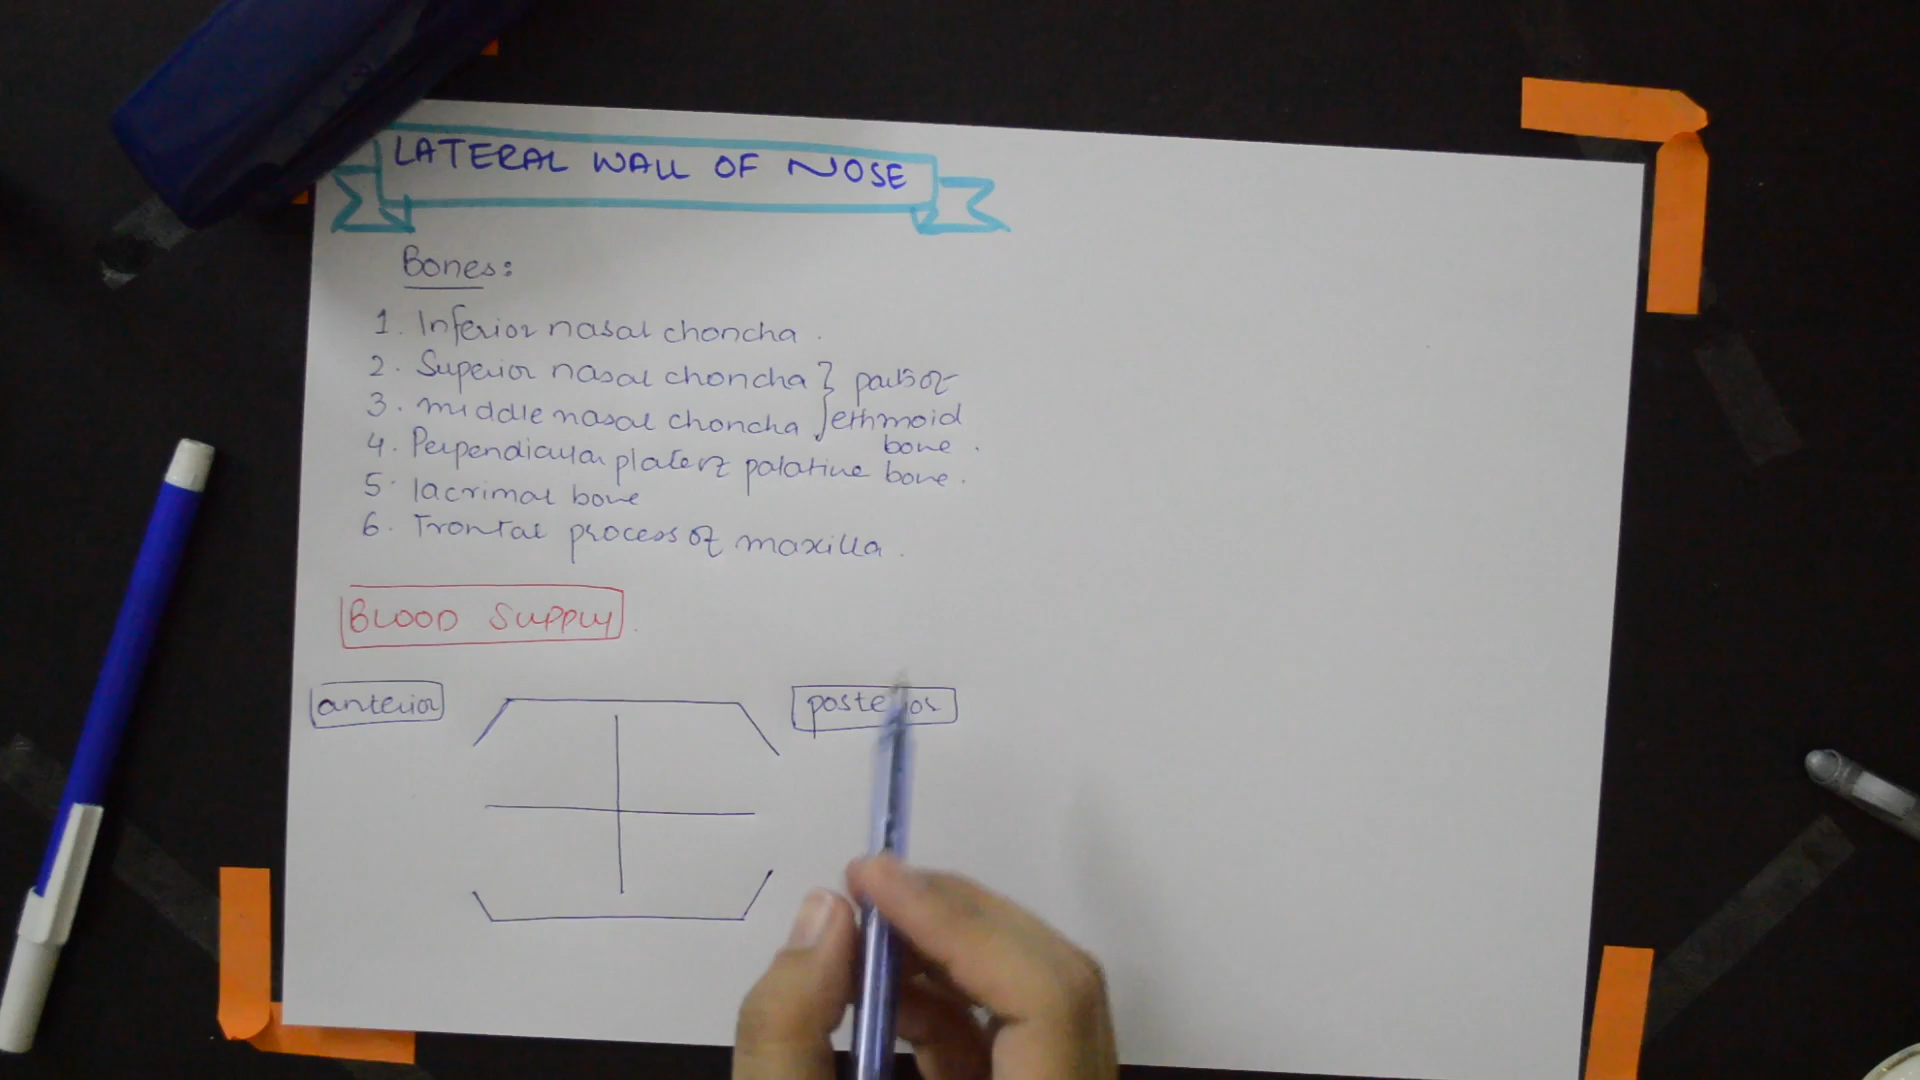 LATERAL WALL OF NOSE
Bones:
1. Inferior nasal choncha.
2. Superior nasal choncha } parts of
3. middle nasal choncha } ethmoid
bone.
4. Perpendicular plate of palatine bone.
5. lacrimal bone
6. Frontal process of maxilla.
BLOOD SUPPLY
anterior
posterior